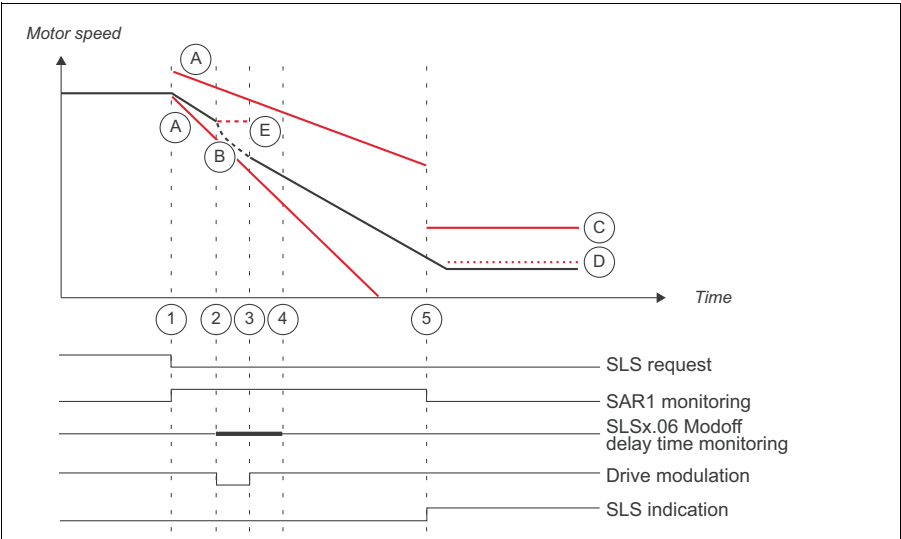 Motor speed
A
A
E
B
C
D
Time
1 2 3 4 5
SLS request
SAR1 monitoring
SLSx.06 Modoff
delay time monitoring
Drive modulation
SLS indication